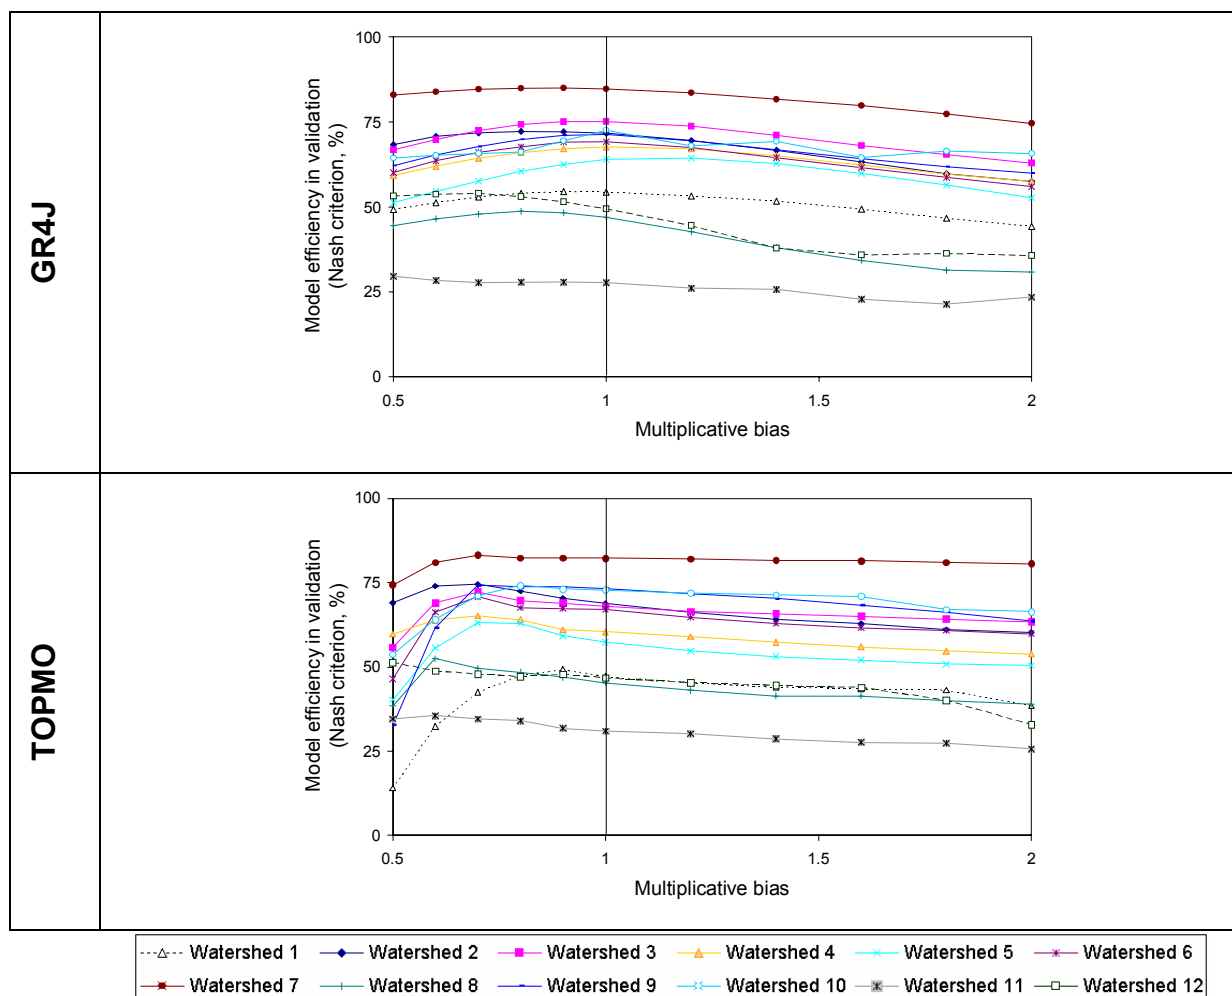 GR4J
Model efficiency in validation
(Nash criterion, %)
100
75
50
25
0
0.5
1
1.5
2
Multiplicative bias
TOPMO
Model efficiency in validation
(Nash criterion, %)
100
75
50
25
0
0.5
1
1.5
2
Multiplicative bias
Watershed 1 Watershed 2 Watershed 3 Watershed 4 Watershed 5 Watershed 6
Watershed 7 Watershed 8 Watershed 9 Watershed 10 Watershed 11 Watershed 12